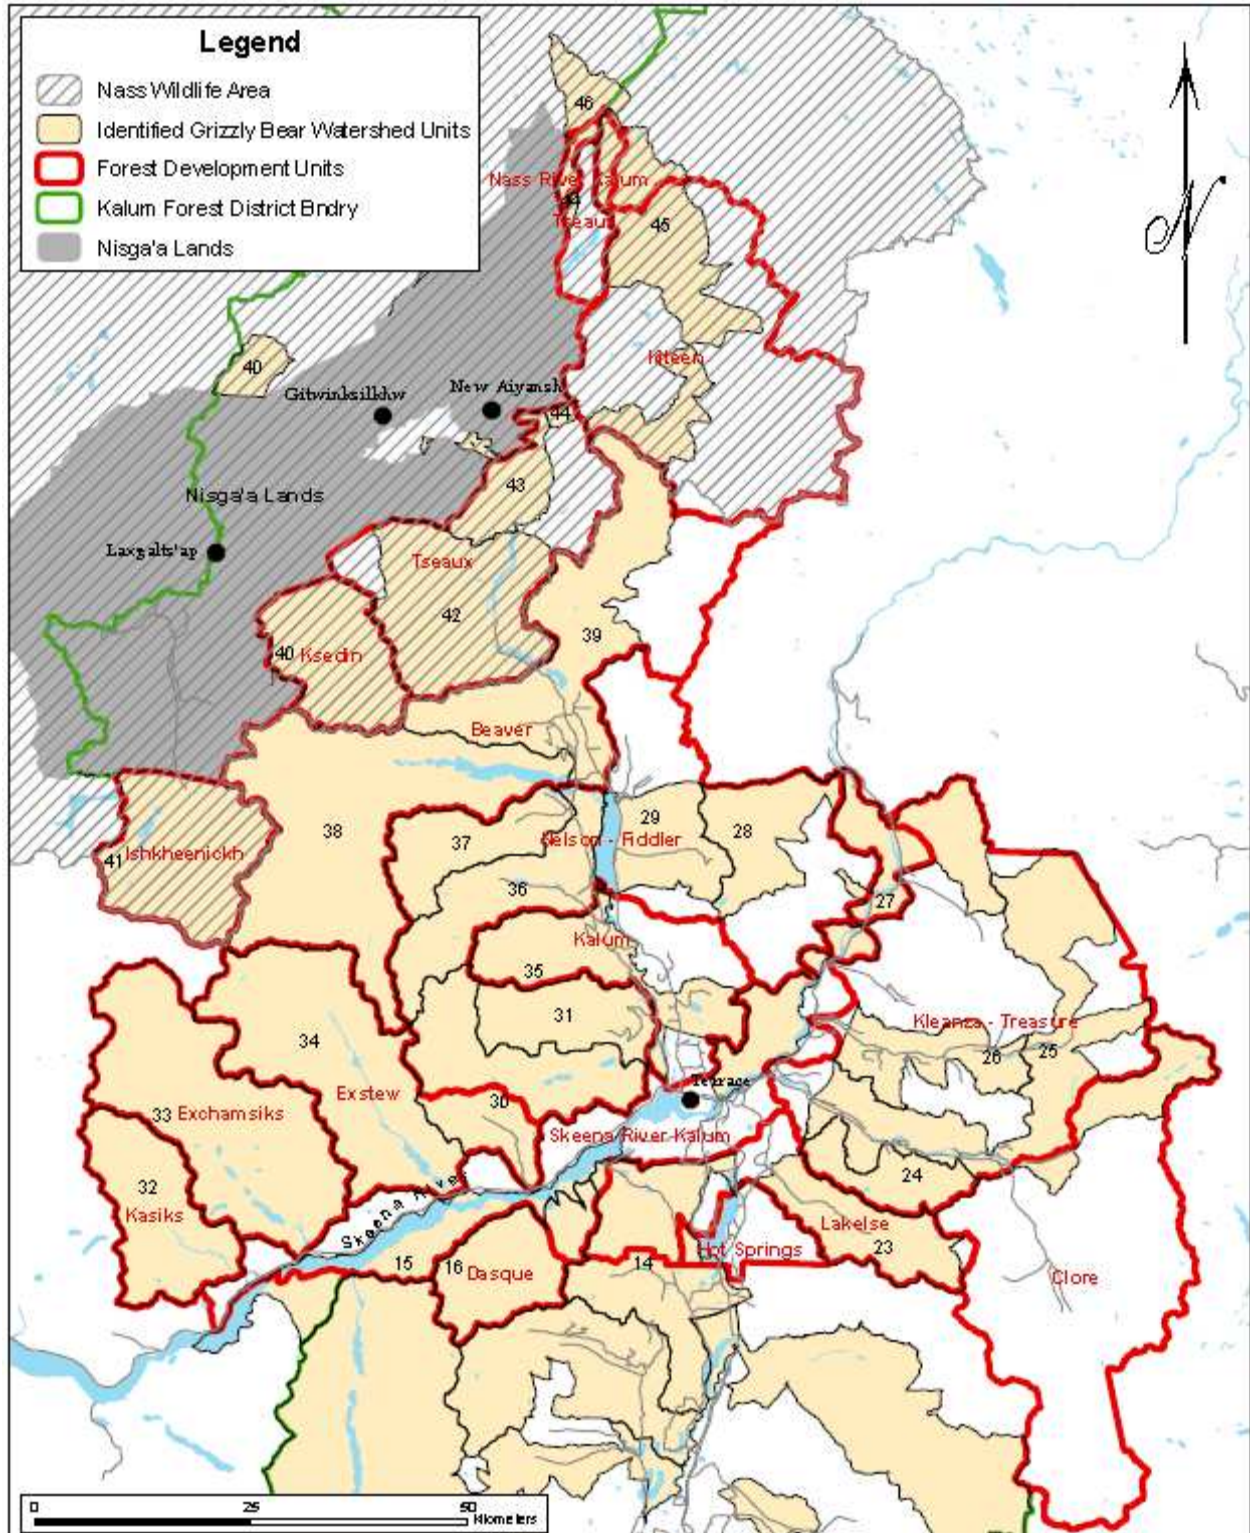 Legend
Nass Wildlife Area
Identified Grizzly Bear Watershed Units
Forest Development Units
Kalum Forest District Bndry
Nisga'a Lands
N
46
Nass River Kalum
44
Tseaux
45
40
Iiteen
Gitwinksilkhw
New Aiyansh
44
43
Nisga'a Lands
Laxgalts'ap
Tseaux
42
39
40
Ksedin
Beaver
38
37
29
28
Nelson - Fiddler
41
Ishkheenickh
36
27
Kalum
35
31
Kleanza - Treasure
26
25
34
Exstew
30
Terrace
33
Exchamsiks
Skeena River Kalum
32
Kasiks
24
Skeena River
Lakelse
23
Hot Springs
15
16
Dasque
14
Clore
0
25
50
Kilometers